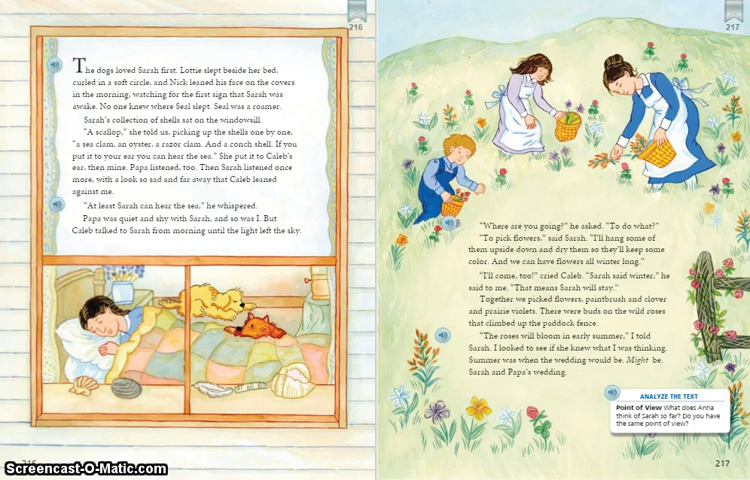 216
The dogs loved Sarah first. Lottie slept beside her bed,
curled in a soft circle, and Nick leaned his face on the covers
in the morning, watching for the first sign that Sarah was
awake. No one knew where Seal slept. Seal was a roamer.
Sarah's collection of shells sat on the windowsill.
"A scallop," she told us, picking up the shells one by one,
"a sea clam, an oyster, a razor clam. And a conch shell. If you
put it to your ear you can hear the sea." She put it to Caleb's
ear, then mine. Papa listened, too. Then Sarah listened once
more, with a look so sad and far away that Caleb leaned
against me.
"At least Sarah can hear the sea," he whispered.
Papa was quiet and shy with Sarah, and so was I. But
Caleb talked to Sarah from morning until the light left the sky.
216
Screencast-O-Matic.com
217
"Where are you going?" he asked. "To do what?"
"To pick flowers," said Sarah. "I'll hang some of
them upside down and dry them so they'll keep some
color. And we can have flowers all winter long."
"I'll come, too!" cried Caleb. "Sarah said winter," he
said to me. "That means Sarah will stay."
Together we picked flowers, paintbrush and clover
and prairie violets. There were buds on the wild roses
that climbed up the paddock fence.
"The roses will bloom in early summer," I told
Sarah. I looked to see if she knew what I was thinking.
Summer was when the wedding would be. Might be.
Sarah and Papa's wedding.
ANALYZE THE TEXT
Point of View What does Anna
think of Sarah so far? Do you have
the same point of view?
217